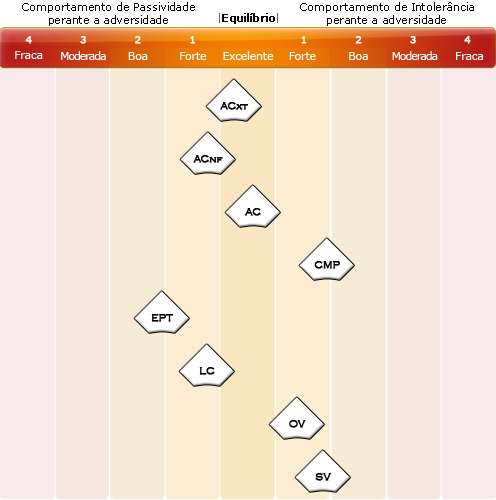 Comportamento de Passividade
perante a adversidade
|Equilíbrio|
Comportamento de Intolerância
perante a adversidade
4 3 2 1 1 2 3 4
Fraca Moderada Boa Forte Excelente Forte Boa Moderada Fraca
ACXT
ACNF
AC
CMP
EPT
LC
OV
SV